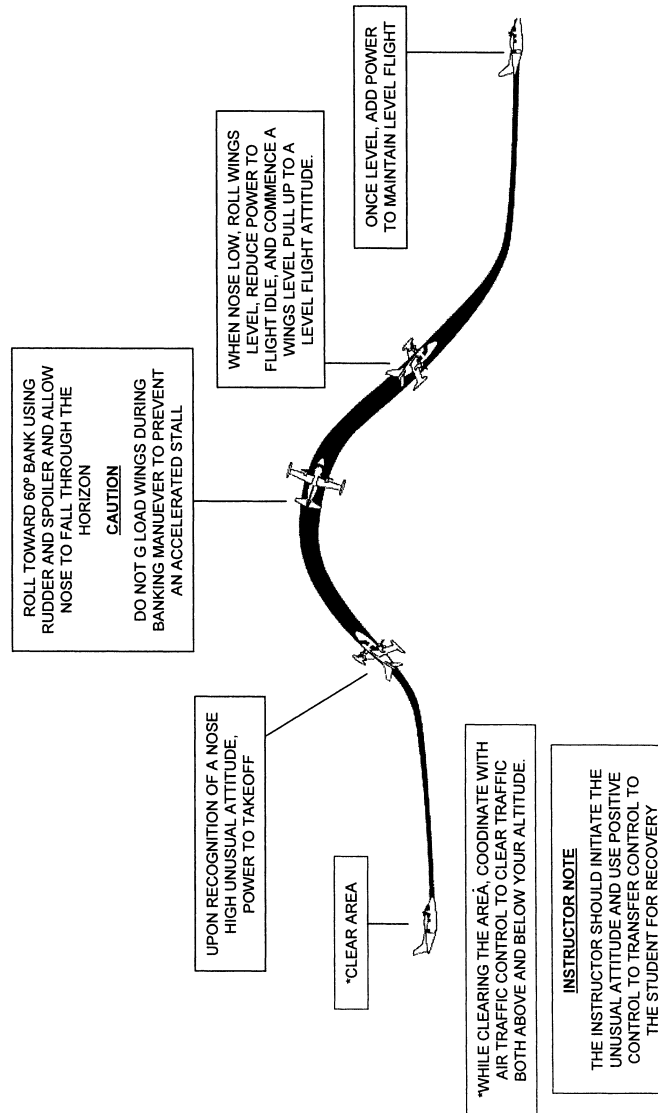 *CLEAR AREA
UPON RECOGNITION OF A NOSE
HIGH UNUSUAL ATTITUDE,
POWER TO TAKEOFF
ROLL TOWARD 60º BANK USING
RUDDER AND SPOILER AND ALLOW
NOSE TO FALL THROUGH THE
HORIZON
CAUTION
DO NOT G LOAD WINGS DURING
BANKING MANUEVER TO PREVENT
AN ACCELERATED STALL
WHEN NOSE LOW, ROLL WINGS
LEVEL, REDUCE POWER TO
FLIGHT IDLE, AND COMMENCE A
WINGS LEVEL PULL UP TO A
LEVEL FLIGHT ATTITUDE.
ONCE LEVEL, ADD POWER
TO MAINTAIN LEVEL FLIGHT
*WHILE CLEARING THE AREA, COODINATE WITH
AIR TRAFFIC CONTROL TO CLEAR TRAFFIC
BOTH ABOVE AND BELOW YOUR ALTITUDE.
INSTRUCTOR NOTE
THE INSTRUCTOR SHOULD INITIATE THE
UNUSUAL ATTITUDE AND USE POSITIVE
CONTROL TO TRANSFER CONTROL TO
THE STUDENT FOR RECOVERY